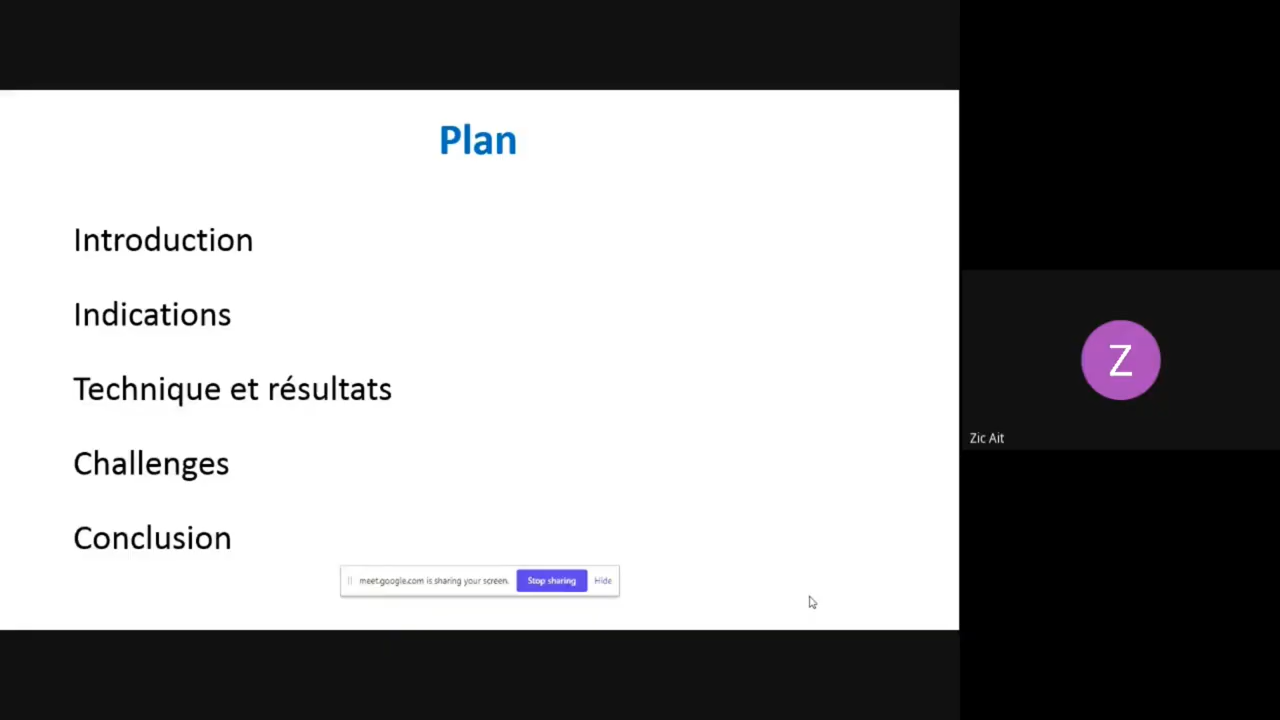 Plan
Introduction
Indications
Technique et résultats
Challenges
Conclusion
meet.google.com is sharing your screen. Stop sharing Hide
Z
Zic Ait